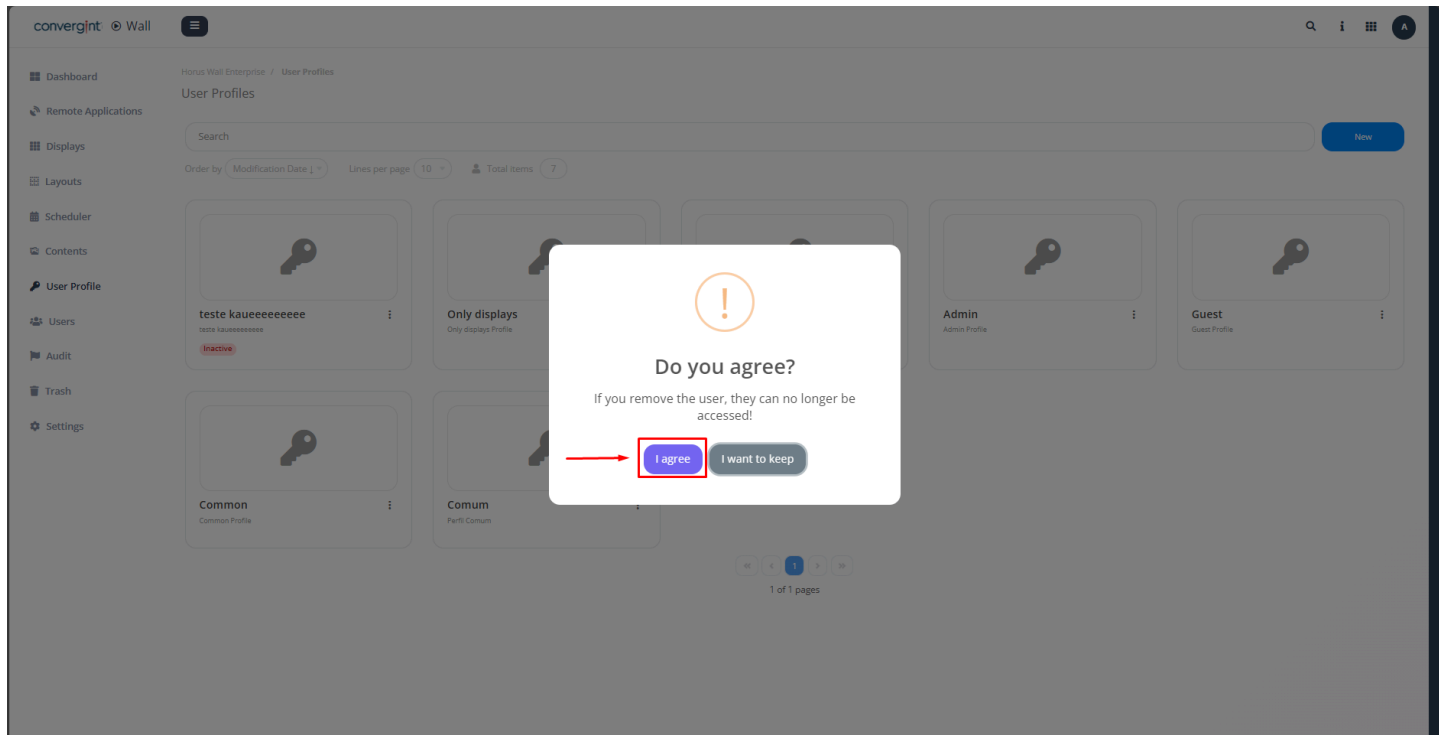 convergint Wall
A
Dashboard
Remote Applications
Displays
Layouts
Scheduler
Contents
User Profile
Users
Audit
Trash
Settings
Horus Wall Enterprise / User Profiles
User Profiles
Search
New
Order by Modification Date ↓ Lines per page 10 Total items 7
teste kaueeeeeeeee
teste kaueeeeeeeee
Inactive
Only displays
Only displays Profile
Admin
Admin Profile
Guest
Guest Profile
Common
Common Profile
Comum
Perfil Comum
!
Do you agree?
If you remove the user, they can no longer be
accessed!
I agree I want to keep
« ‹ 1 › »
1 of 1 pages